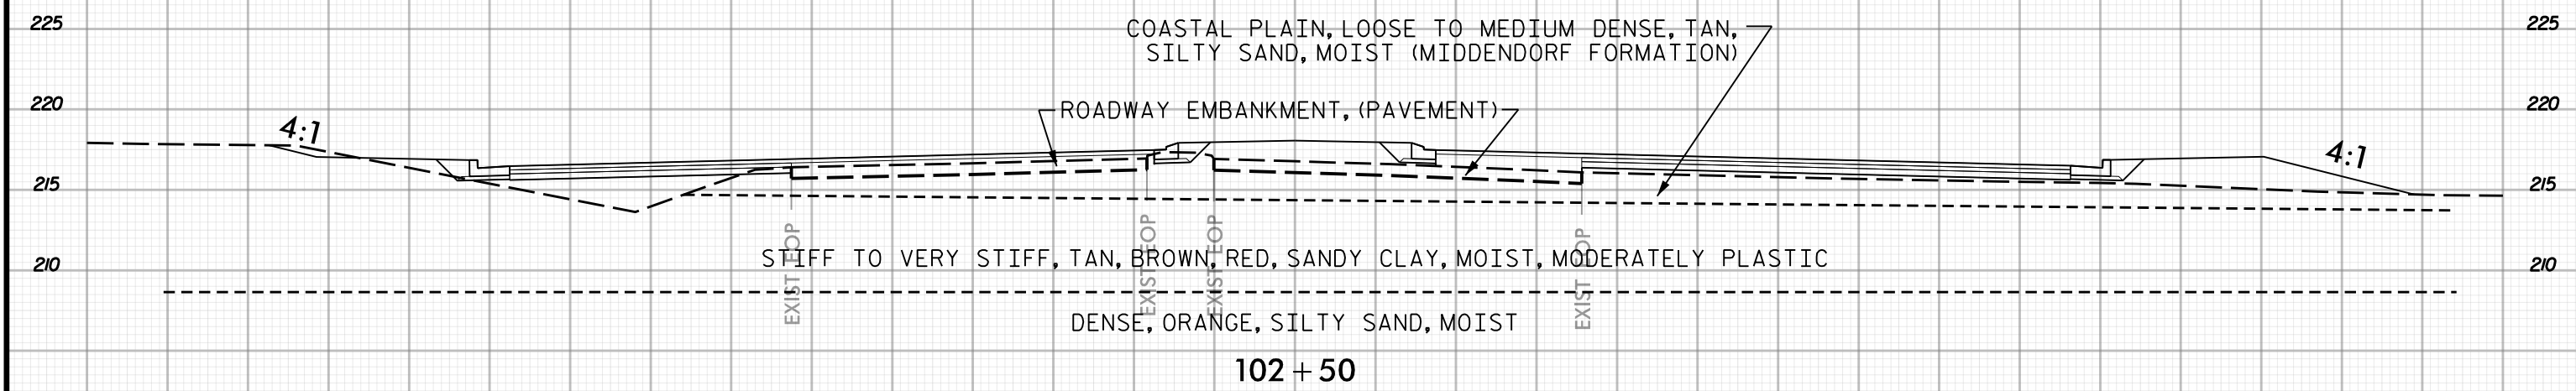 225
COASTAL PLAIN, LOOSE TO MEDIUM DENSE, TAN,
225
SILTY SAND, MOIST (MIDDENDORF FORMATION)
220
ROADWAY EMBANKMENT, (PAVEMENT)
220
4:1
4:1
215
215
210
STIFF TO VERY STIFF, TAN, BROWN, RED, SANDY CLAY, MOIST, MODERATELY PLASTIC
210
EXIST EOP
EXIST EOP
EXIST EOP
EXIST EOP
DENSE, ORANGE, SILTY SAND, MOIST
102 + 50